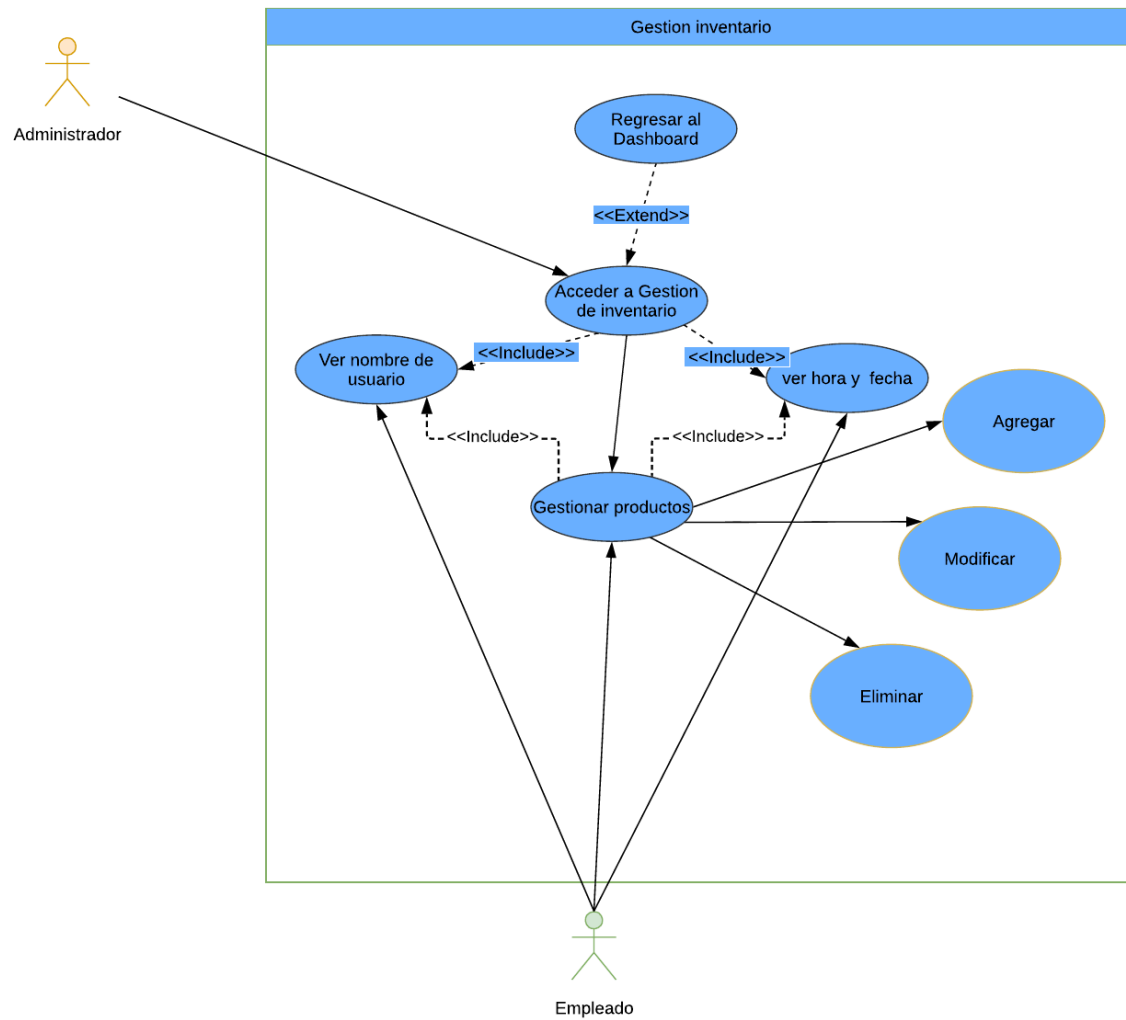 Gestion inventario
Administrador
Regresar al
Dashboard
<<Extend>>
Acceder a Gestion
de inventario
<<Include>>
<<Include>>
Ver nombre de
usuario
ver hora y  fecha
Agregar
<<Include>>
<<Include>>
Gestionar productos
Modificar
Eliminar
Empleado